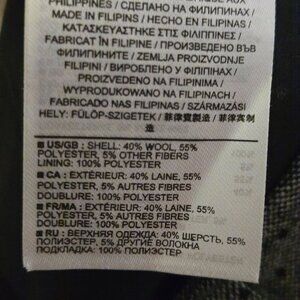 PHILIPPINES / СДЕЛАНО НА ФИЛИПИНАХ /
MADE IN FILIPINS / HECHO EN FILIPINAS /
ΚΑΤΑΣΚΕΥΑΣΤΗΚΕ ΣΤΙΣ ΦΙΛΙΠΠΙΝΕΣ /
FABRICAT ÎN FILIPINE / ПРОИЗВЕДЕНО ВЪВ
ФИЛИПИНИТЕ / ZEMLJA PROIZVODNJE
FILIPINI / ВИРОБЛЕНО У ФІЛІПІНАХ /
PROIZVEDENO NA FILIPINIMA /
WYPRODUKOWANY NA FILIPINACH /
FABRICADO NAS FILIPINAS / SZÁRMAZÁSI
HELY: FÜLÖP-SZIGETEK / 菲律賓製造 / 菲律宾制
造
US/GB : SHELL: 40% WOOL, 55%
POLYESTER, 5% OTHER FIBERS
LINING: 100% POLYESTER
CA : EXTÉRIEUR: 40% LAINE, 55%
POLYESTER, 5% AUTRES FIBRES
DOUBLURE: 100% POLYESTER
FR/MA : EXTÉRIEUR: 40% LAINE, 55%
POLYESTER, 5% AUTRES FIBRES
DOUBLURE: 100% POLYESTER
RU : ВЕРХНЯЯ ОДЕЖДА: 40% ШЕРСТЬ, 55%
ПОЛИЭСТЕР, 5% ДРУГИЕ ВОЛОКНА
ПОДКЛАДКА: 100% ПОЛИЭСТЕР